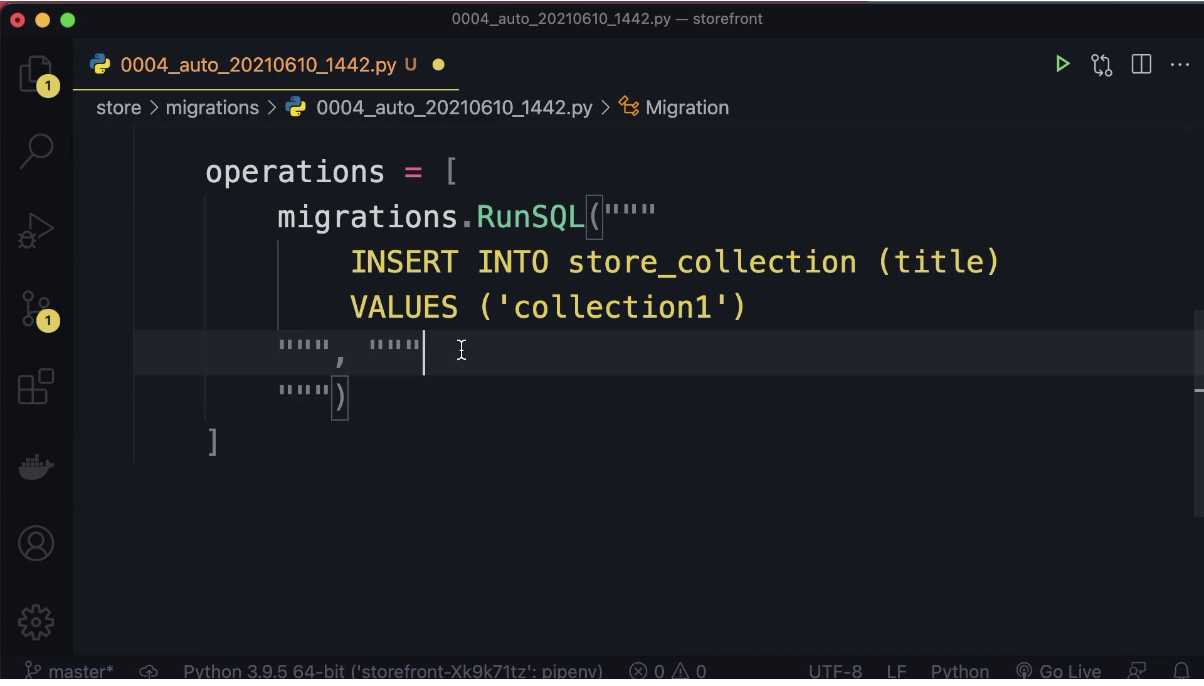 0004_auto_20210610_1442.py — storefront
0004_auto_20210610_1442.py U
1
store > migrations > 0004_auto_20210610_1442.py > Migration
operations = [
migrations.RunSQL("""
INSERT INTO store_collection (title)
VALUES ('collection1')
""", """
""")
]
1
master* Python 3.9.5 64-bit ('storefront-Xk9k71tz': pipenv) 0 0 UTF-8 LF Python Go Live